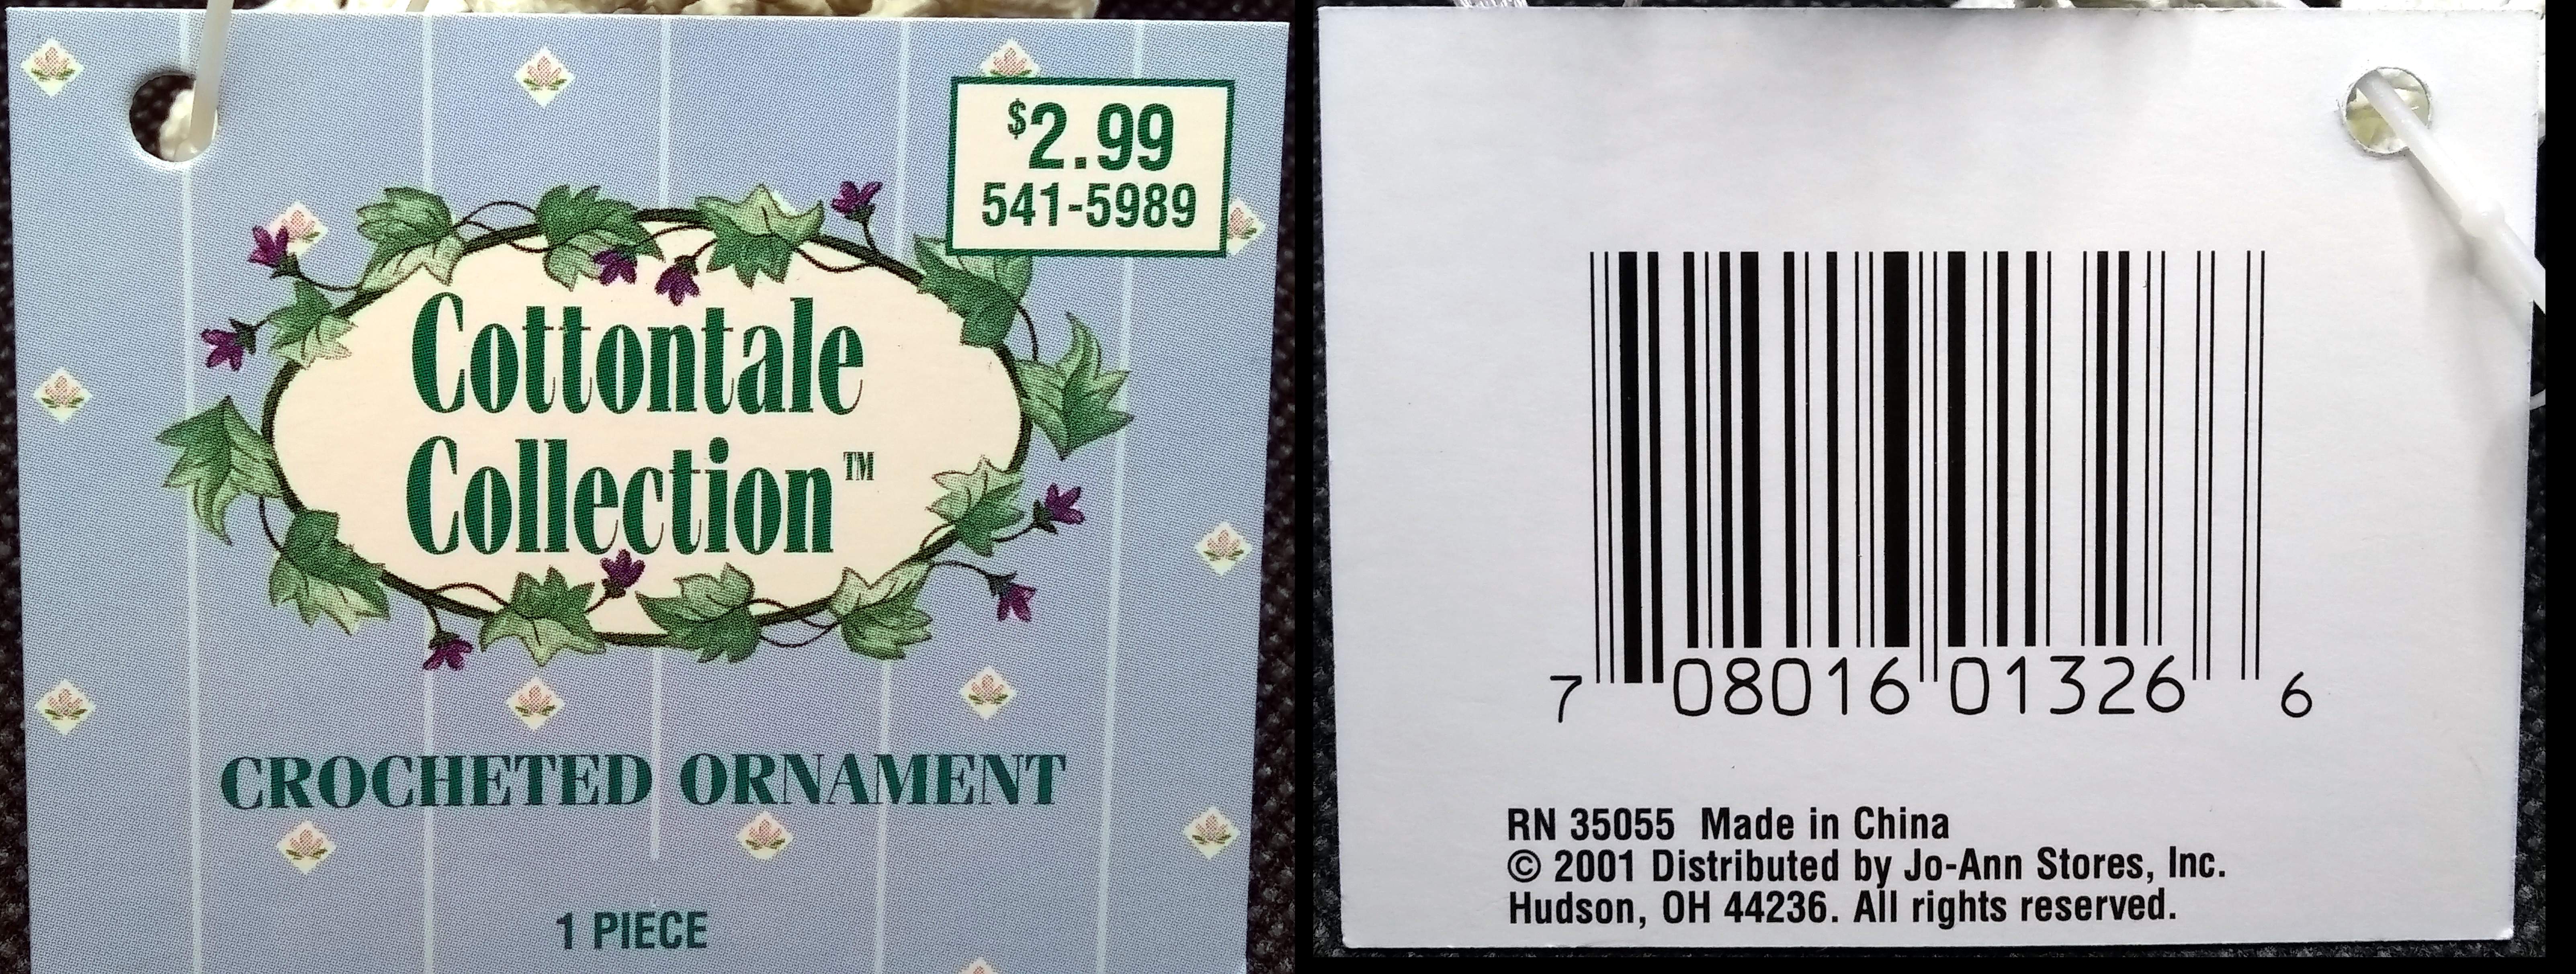 $2.99
541-5989
Cottontale
Collection™
CROCHETED ORNAMENT
1 PIECE
7 08016 01326 6
RN 35055 Made in China
© 2001 Distributed by Jo-Ann Stores, Inc.
Hudson, OH 44236. All rights reserved.